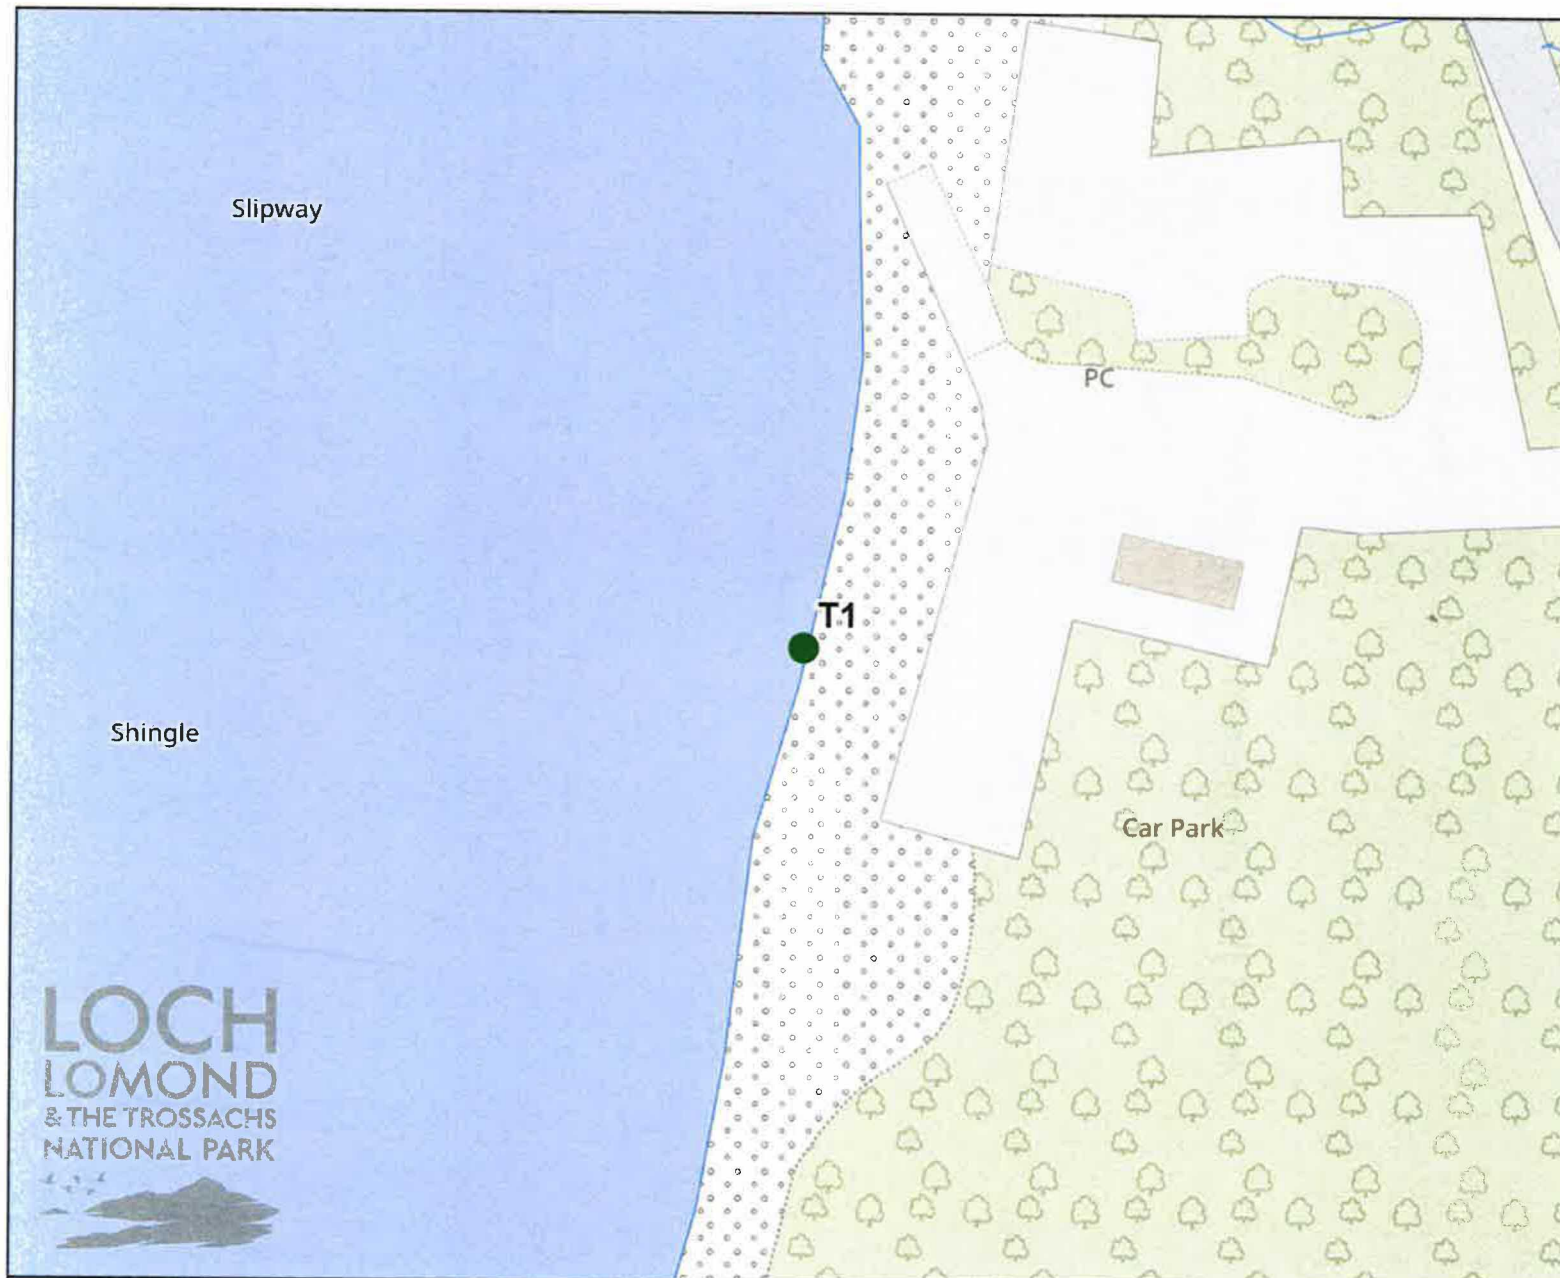 Slipway
PC
T1
Shingle
Car Park
LOCH
LOMOND
& THE TROSSACHS
NATIONAL PARK